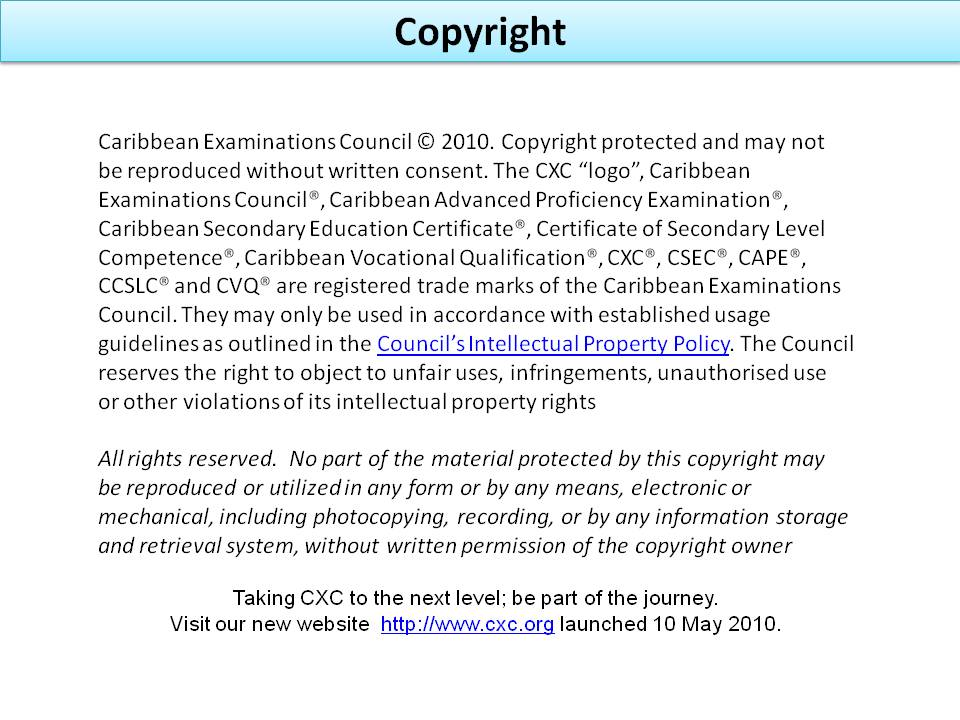 Copyright
Caribbean Examinations Council © 2010. Copyright protected and may not
be reproduced without written consent. The CXC “logo”, Caribbean
Examinations Council®, Caribbean Advanced Proficiency Examination®,
Caribbean Secondary Education Certificate®, Certificate of Secondary Level
Competence®, Caribbean Vocational Qualification®, CXC®, CSEC®, CAPE®,
CCSLC® and CVQ® are registered trade marks of the Caribbean Examinations
Council. They may only be used in accordance with established usage
guidelines as outlined in the Council’s Intellectual Property Policy. The Council
reserves the right to object to unfair uses, infringements, unauthorised use
or other violations of its intellectual property rights
All rights reserved.  No part of the material protected by this copyright may
be reproduced or utilized in any form or by any means, electronic or
mechanical, including photocopying, recording, or by any information storage
and retrieval system, without written permission of the copyright owner
Taking CXC to the next level; be part of the journey.
Visit our new website  http://www.cxc.org launched 10 May 2010.